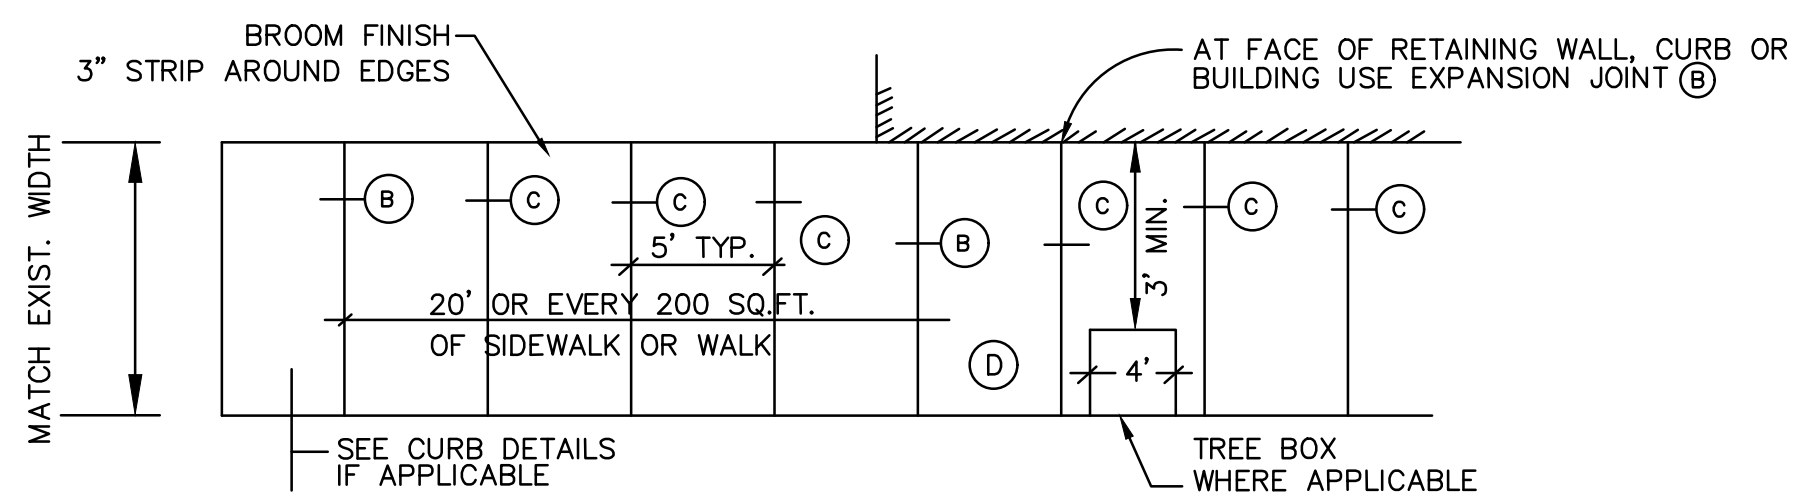 BROOM FINISH
3" STRIP AROUND EDGES
AT FACE OF RETAINING WALL, CURB OR
BUILDING USE EXPANSION JOINT B
MATCH EXIST. WIDTH
B
C
C
C
B
C
C
C
5' TYP.
3' MIN.
20' OR EVERY 200 SQ.FT.
OF SIDEWALK OR WALK
D
4'
SEE CURB DETAILS
IF APPLICABLE
TREE BOX
WHERE APPLICABLE